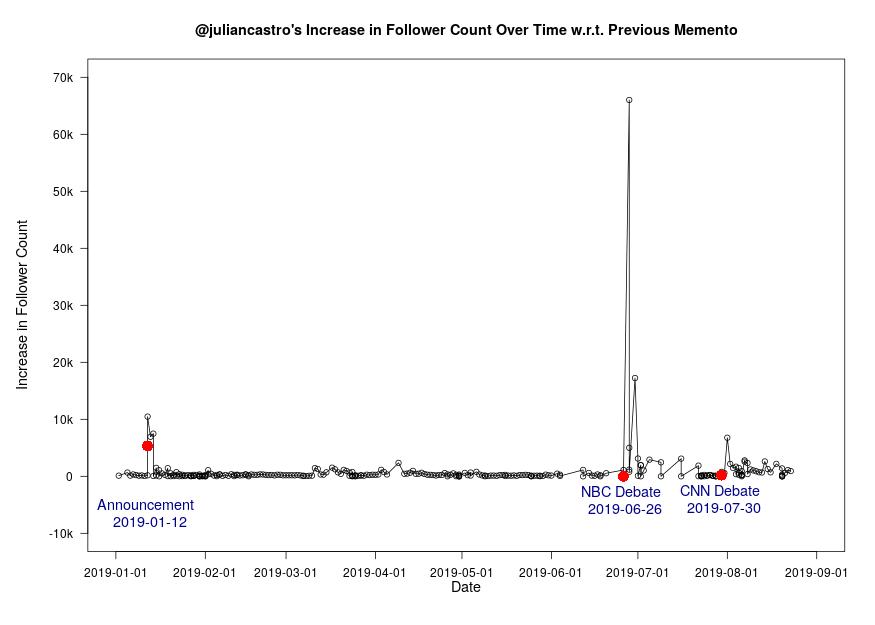 @juliancastro's Increase in Follower Count Over Time w.r.t. Previous Memento
70k
60k
50k
40k
30k
20k
10k
0
-10k
Increase in Follower Count
Announcement
2019-01-12
NBC Debate
2019-06-26
CNN Debate
2019-07-30
2019-01-01
2019-02-01
2019-03-01
2019-04-01
2019-05-01
2019-06-01
2019-07-01
2019-08-01
2019-09-01
Date